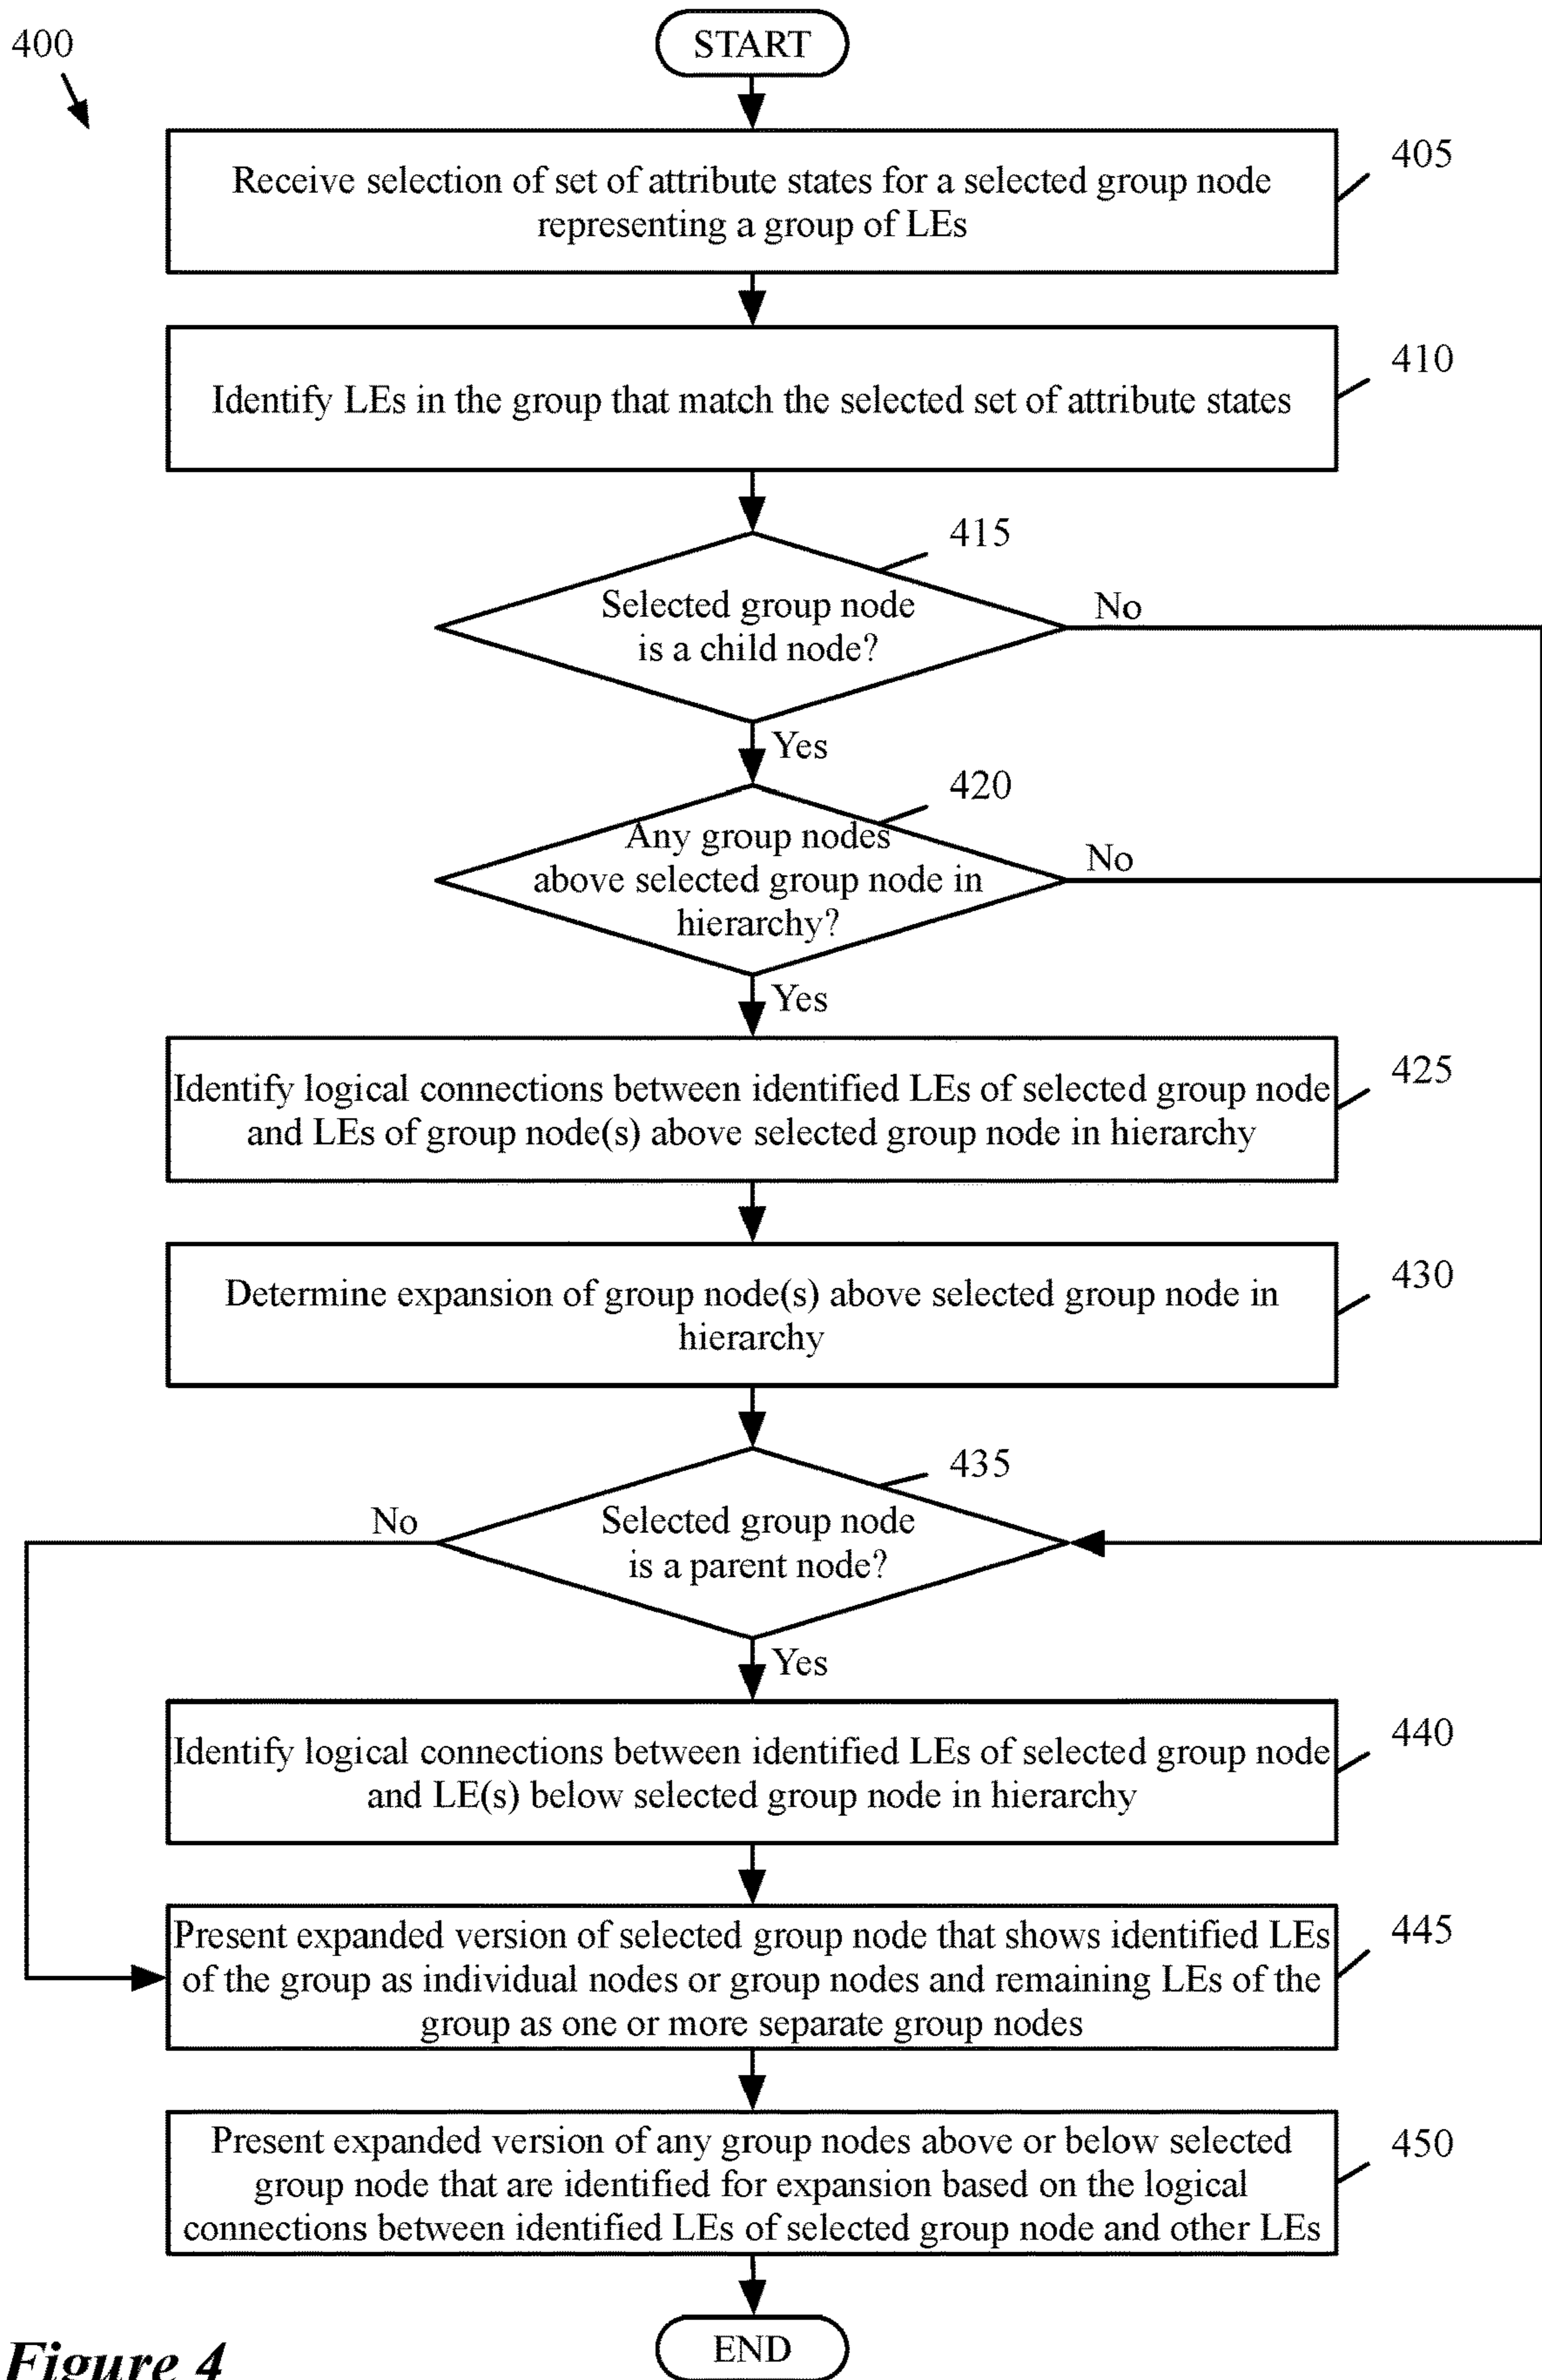 400
START
405
Receive selection of set of attribute states for a selected group node
representing a group of LEs
410
Identify LEs in the group that match the selected set of attribute states
415
Selected group node
is a child node?
No
Yes
420
Any group nodes
above selected group node in
hierarchy?
No
Yes
425
Identify logical connections between identified LEs of selected group node
and LEs of group node(s) above selected group node in hierarchy
430
Determine expansion of group node(s) above selected group node in
hierarchy
435
No
Selected group node
is a parent node?
Yes
440
Identify logical connections between identified LEs of selected group node
and LE(s) below selected group node in hierarchy
445
Present expanded version of selected group node that shows identified LEs
of the group as individual nodes or group nodes and remaining LEs of the
group as one or more separate group nodes
450
Present expanded version of any group nodes above or below selected
group node that are identified for expansion based on the logical
connections between identified LEs of selected group node and other LEs
END
Figure 4